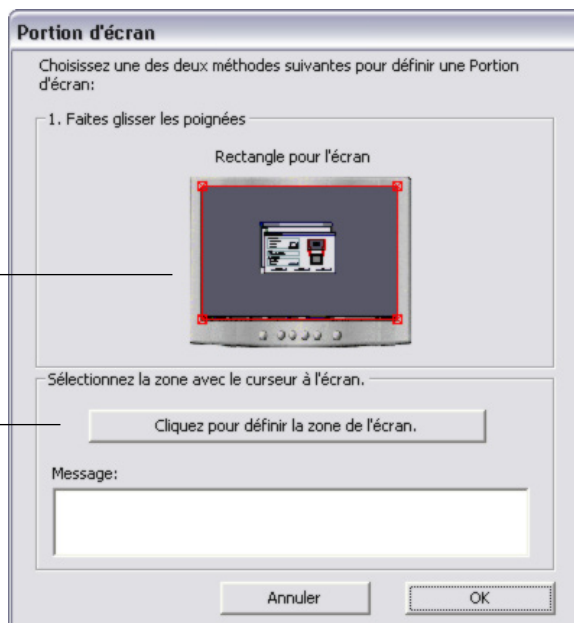 Portion d'écran
Choisissez une des deux méthodes suivantes pour définir une Portion
d'écran:
1. Faites glisser les poignées
Rectangle pour l'écran
Sélectionnez la zone avec le curseur à l'écran.
Cliquez pour définir la zone de l'écran.
Message:
Annuler
OK